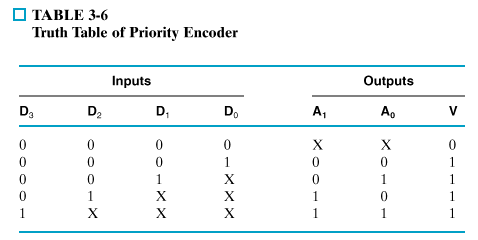 TABLE 3-6
Truth Table of Priority Encoder
Inputs Outputs
D3 D2 D1 D0 A1 A0 V
0 0 0 0 X X 0
0 0 0 1 0 0 1
0 0 1 X 0 1 1
0 1 X X 1 0 1
1 X X X 1 1 1